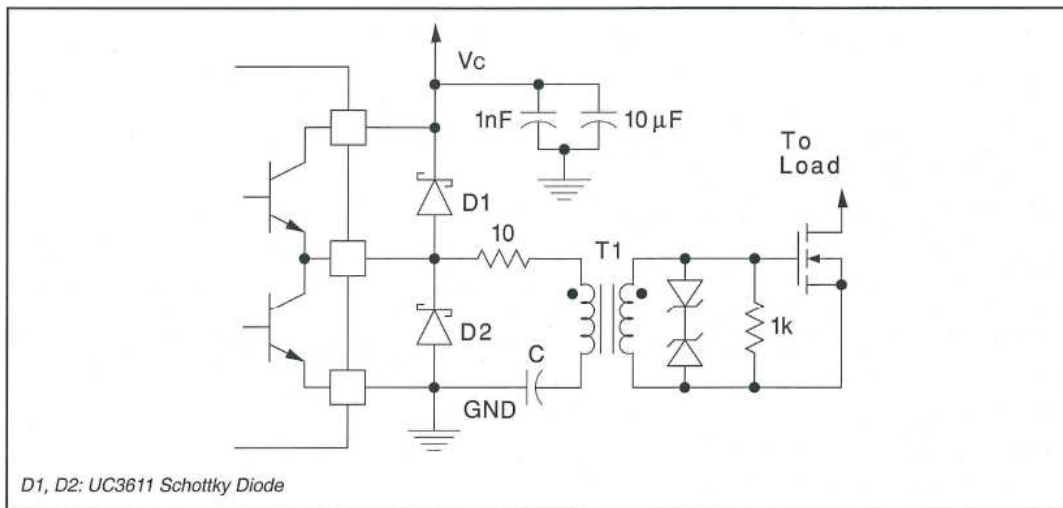 Vc
1nF
10 µF
To
Load
D1
10
T1
D2
1k
C
GND
D1, D2: UC3611 Schottky Diode